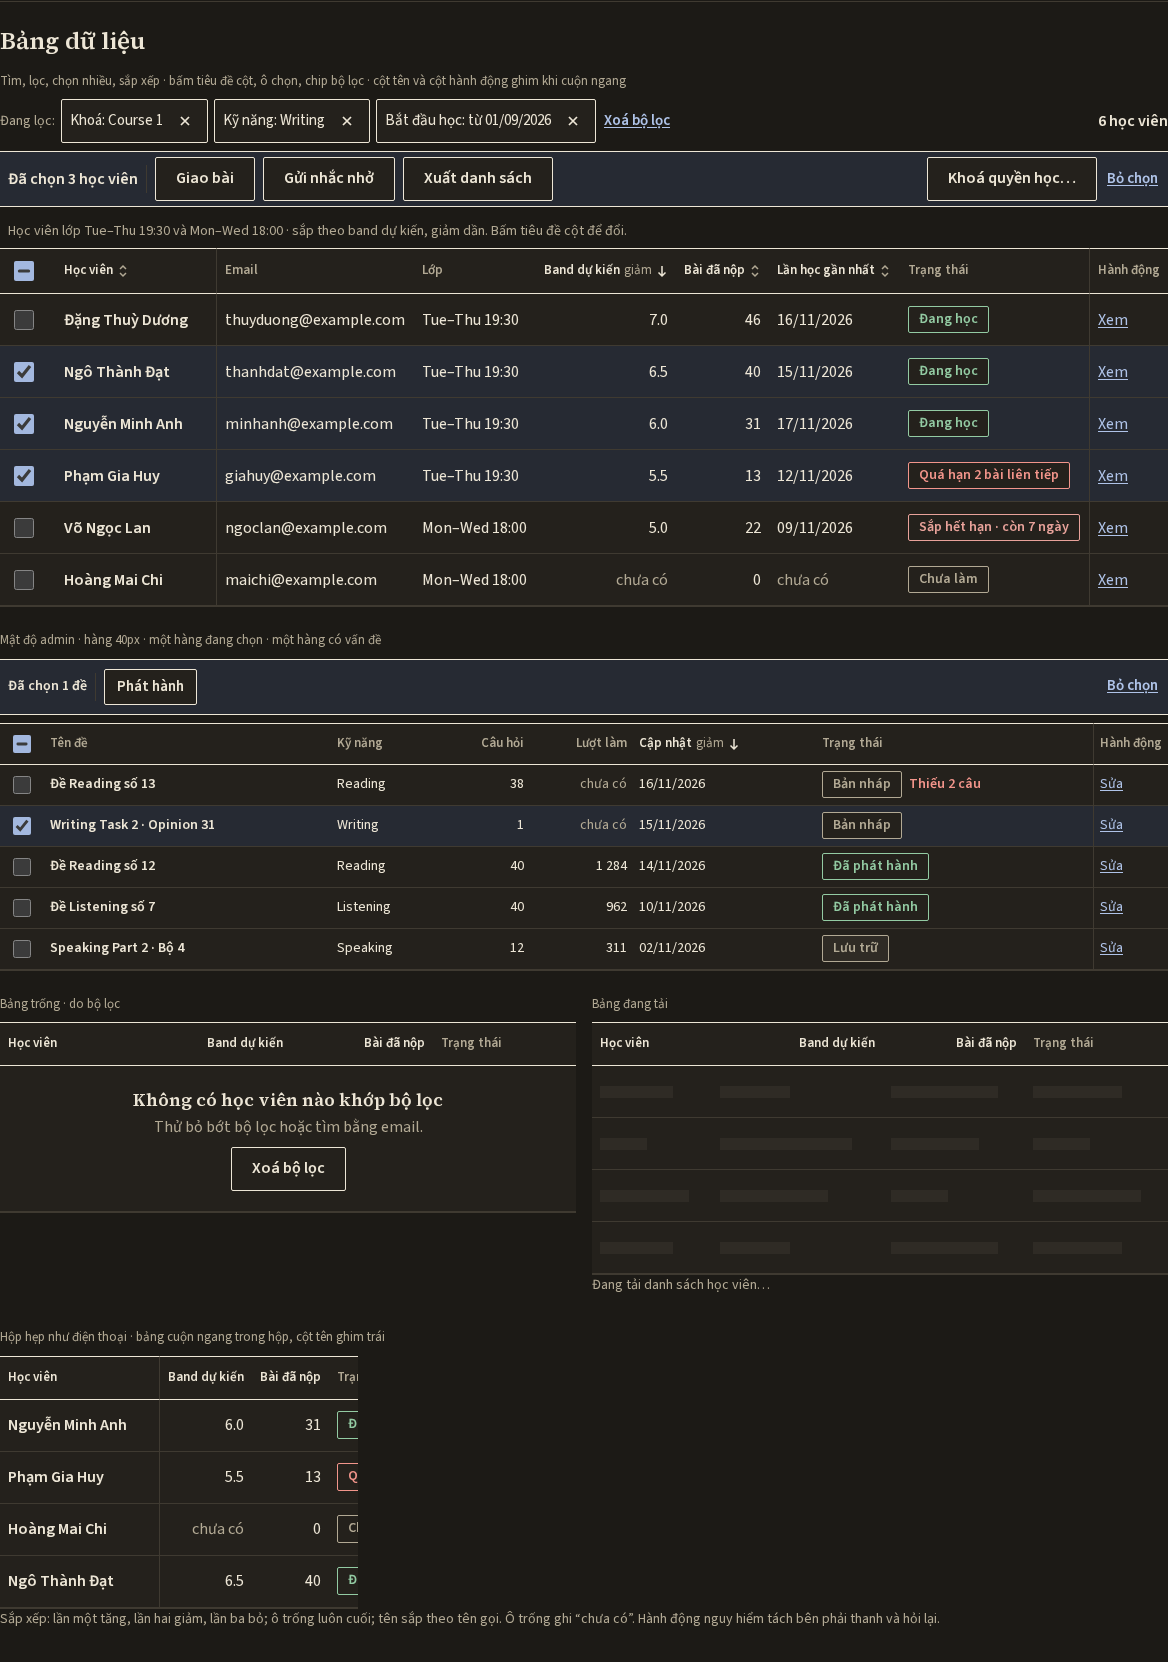 Bảng dữ liệu
Tìm, lọc, chọn nhiều, sắp xếp · bấm tiêu đề cột, ô chọn, chip bộ lọc · cột tên và cột hành động ghim khi cuộn ngang
Đang lọc: Khoá: Course 1 ✕ Kỹ năng: Writing ✕ Bắt đầu học: từ 01/09/2026 ✕ Xoá bộ lọc 6 học viên
Đã chọn 3 học viên Giao bài Gửi nhắc nhở Xuất danh sách Khoá quyền học… Bỏ chọn
Học viên lớp Tue–Thu 19:30 và Mon–Wed 18:00 · sắp theo band dự kiến, giảm dần. Bấm tiêu đề cột để đổi.
Học viên Email Lớp Band dự kiến giảm ↓ Bài đã nộp Lần học gần nhất Trạng thái Hành động
Đặng Thuỳ Dương thuyduong@example.com Tue–Thu 19:30 7.0 46 16/11/2026 Đang học Xem
Ngô Thành Đạt thanhdat@example.com Tue–Thu 19:30 6.5 40 15/11/2026 Đang học Xem
Nguyễn Minh Anh minhanh@example.com Tue–Thu 19:30 6.0 31 17/11/2026 Đang học Xem
Phạm Gia Huy giahuy@example.com Tue–Thu 19:30 5.5 13 12/11/2026 Quá hạn 2 bài liên tiếp Xem
Võ Ngọc Lan ngoclan@example.com Mon–Wed 18:00 5.0 22 09/11/2026 Sắp hết hạn · còn 7 ngày Xem
Hoàng Mai Chi maichi@example.com Mon–Wed 18:00 chưa có 0 chưa có Chưa làm Xem
Mật độ admin · hàng 40px · một hàng đang chọn · một hàng có vấn đề
Đã chọn 1 đề Phát hành Bỏ chọn
Tên đề Kỹ năng Câu hỏi Lượt làm Cập nhật giảm ↓ Trạng thái Hành động
Đề Reading số 13 Reading 38 chưa có 16/11/2026 Bản nháp Thiếu 2 câu Sửa
Writing Task 2 · Opinion 31 Writing 1 chưa có 15/11/2026 Bản nháp Sửa
Đề Reading số 12 Reading 40 1 284 14/11/2026 Đã phát hành Sửa
Đề Listening số 7 Listening 40 962 10/11/2026 Đã phát hành Sửa
Speaking Part 2 · Bộ 4 Speaking 12 311 02/11/2026 Lưu trữ Sửa
Bảng trống · do bộ lọc
Học viên Band dự kiến Bài đã nộp Trạng thái
Không có học viên nào khớp bộ lọc
Thử bỏ bớt bộ lọc hoặc tìm bằng email.
Xoá bộ lọc
Bảng đang tải
Học viên Band dự kiến Bài đã nộp Trạng thái
Đang tải danh sách học viên…
Hộp hẹp như điện thoại · bảng cuộn ngang trong hộp, cột tên ghim trái
Học viên Band dự kiến Bài đã nộp
Nguyễn Minh Anh 6.0 31 Đ
Phạm Gia Huy 5.5 13 Q
Hoàng Mai Chi chưa có 0
Ngô Thành Đạt 6.5 40 Đ
Sắp xếp: lần một tăng, lần hai giảm, lần ba bỏ; ô trống luôn cuối; tên sắp theo tên gọi. Ô trống ghi “chưa có”. Hành động nguy hiểm tách bên phải thanh và hỏi lại.